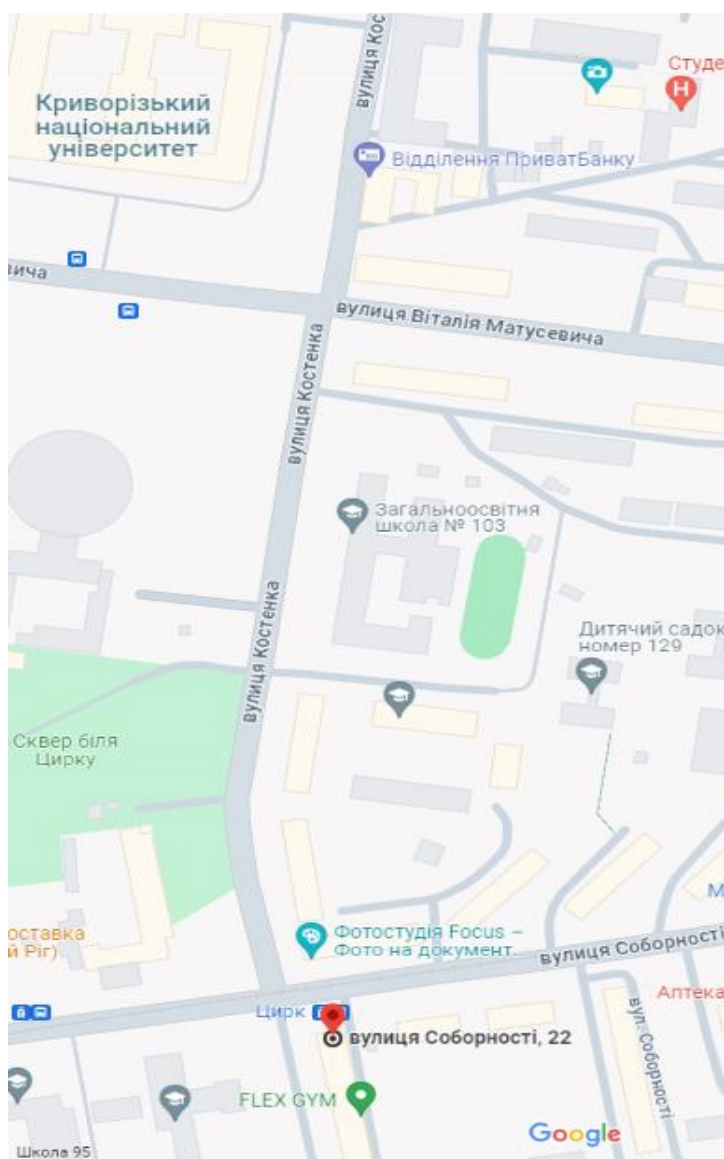 вулиця Кос
Студе
H
Криворізький
національний
університет
Відділення ПриватБанку
вича
вулиця Віталія Матусевича
вулиця Костенка
Загальноосвітня
школа № 103
вулиця Костенка
Дитячий садок
номер 129
Сквер біля
Цирку
М
оставка
й Ріг)
Фотостудія Focus –
Фото на документ...
вулиця Соборності
Аптека
Цирк
вулиця Соборності, 22
вул. Соборності
FLEX GYM
Google
Школа 95